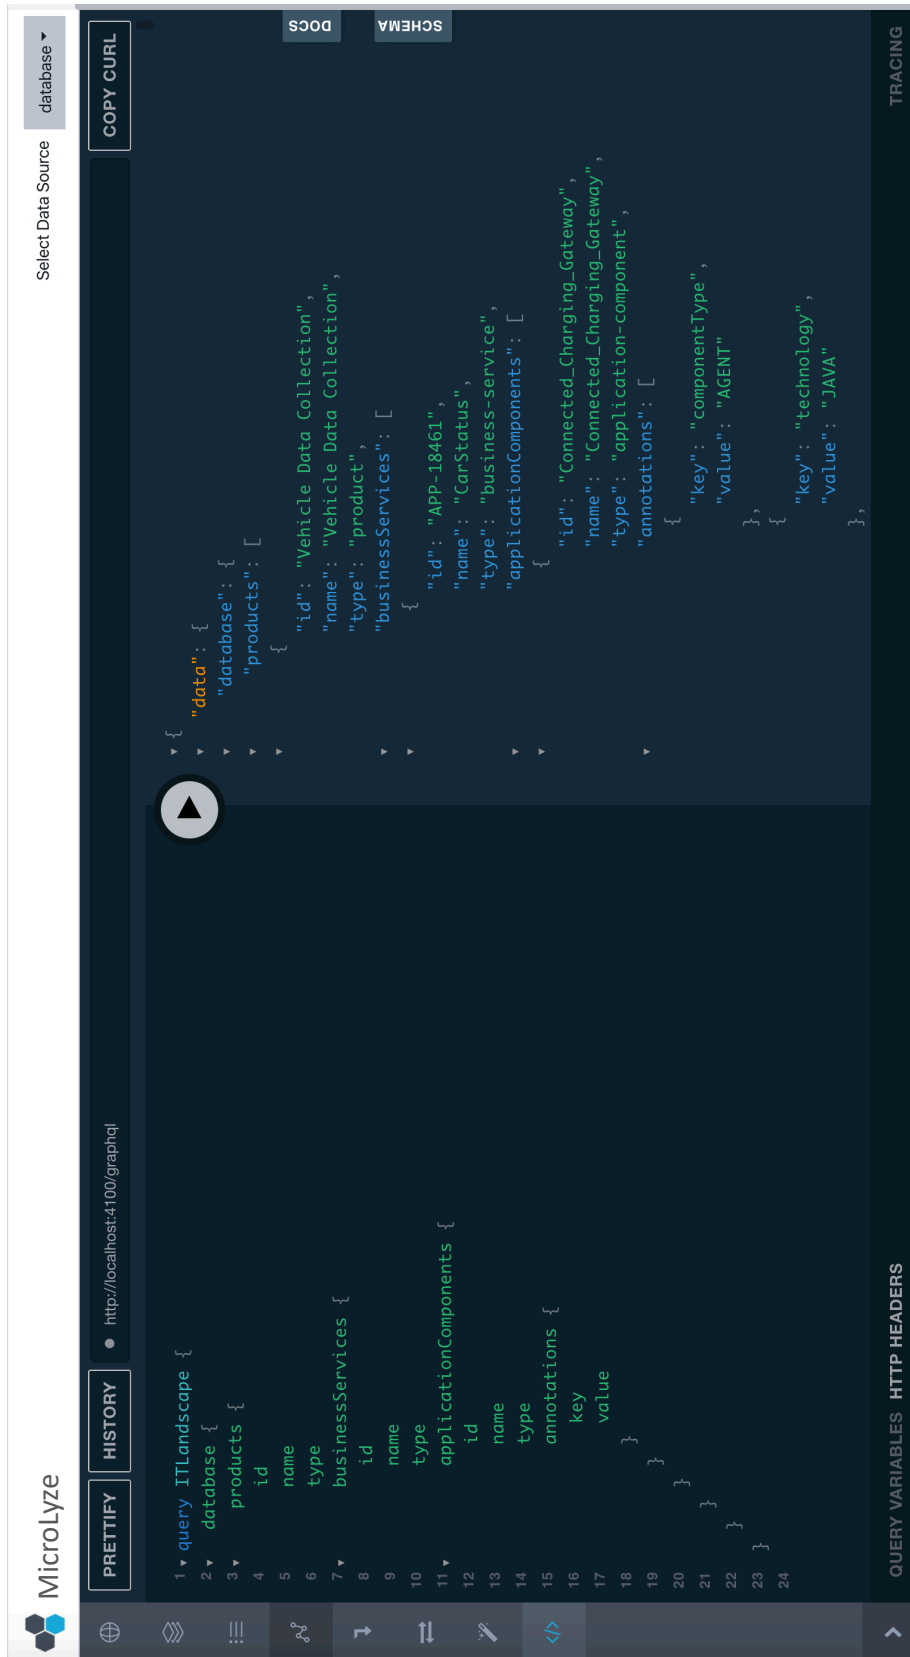 MicroLyze
Select Data Source
database
PRETTIFY
HISTORY
http://localhost:4100/graphql
COPY CURL
1 query ITLandscape {
2 database {
3 products {
4 id
5 name
6 type
7 businessServices {
8 id
9 name
10 type
11 applicationComponents {
12 id
13 name
14 type
15 annotations {
16 key
17 value
18 }
19 }
20 }
21 }
22 }
23 }
24
{
"data": {
"database": {
"products": [
{
"id": "Vehicle Data Collection",
"name": "Vehicle Data Collection",
"type": "product",
"businessServices": [
{
"id": "APP-18461",
"name": "CarStatus",
"type": "business-service",
"applicationComponents": [
{
"id": "Connected_Charging_Gateway",
"name": "Connected_Charging_Gateway",
"type": "application-component",
"annotations": [
{
"key": "componentType",
"value": "AGENT"
},
{
"key": "technology",
"value": "JAVA"
},
DOCS
SCHEMA
QUERY VARIABLES
HTTP HEADERS
TRACING